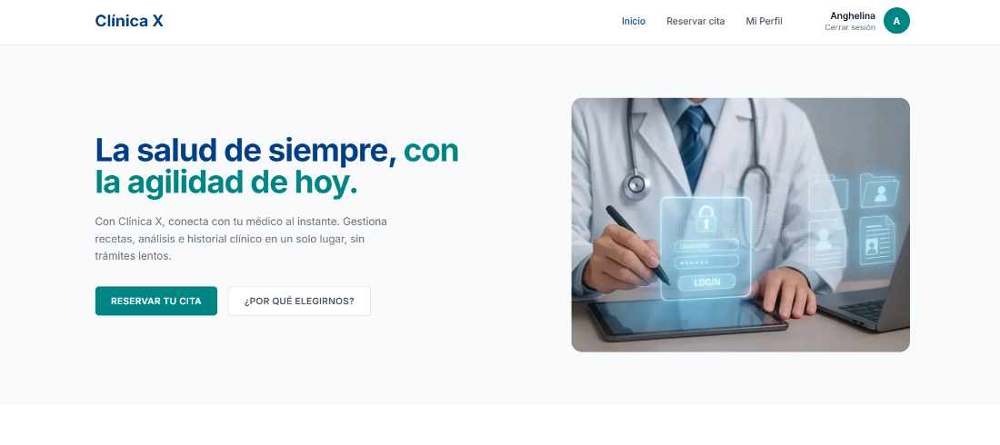 Clínica X
Inicio
Reservar cita
Mi Perfil
Anghelina
Cerrar sesión
A
La salud de siempre, con
la agilidad de hoy.
Con Clínica X, conecta con tu médico al instante. Gestiona
recetas, análisis e historial clínico en un solo lugar, sin
trámites lentos.
RESERVAR TU CITA
¿POR QUÉ ELEGIRNOS?
Username
LOGIN